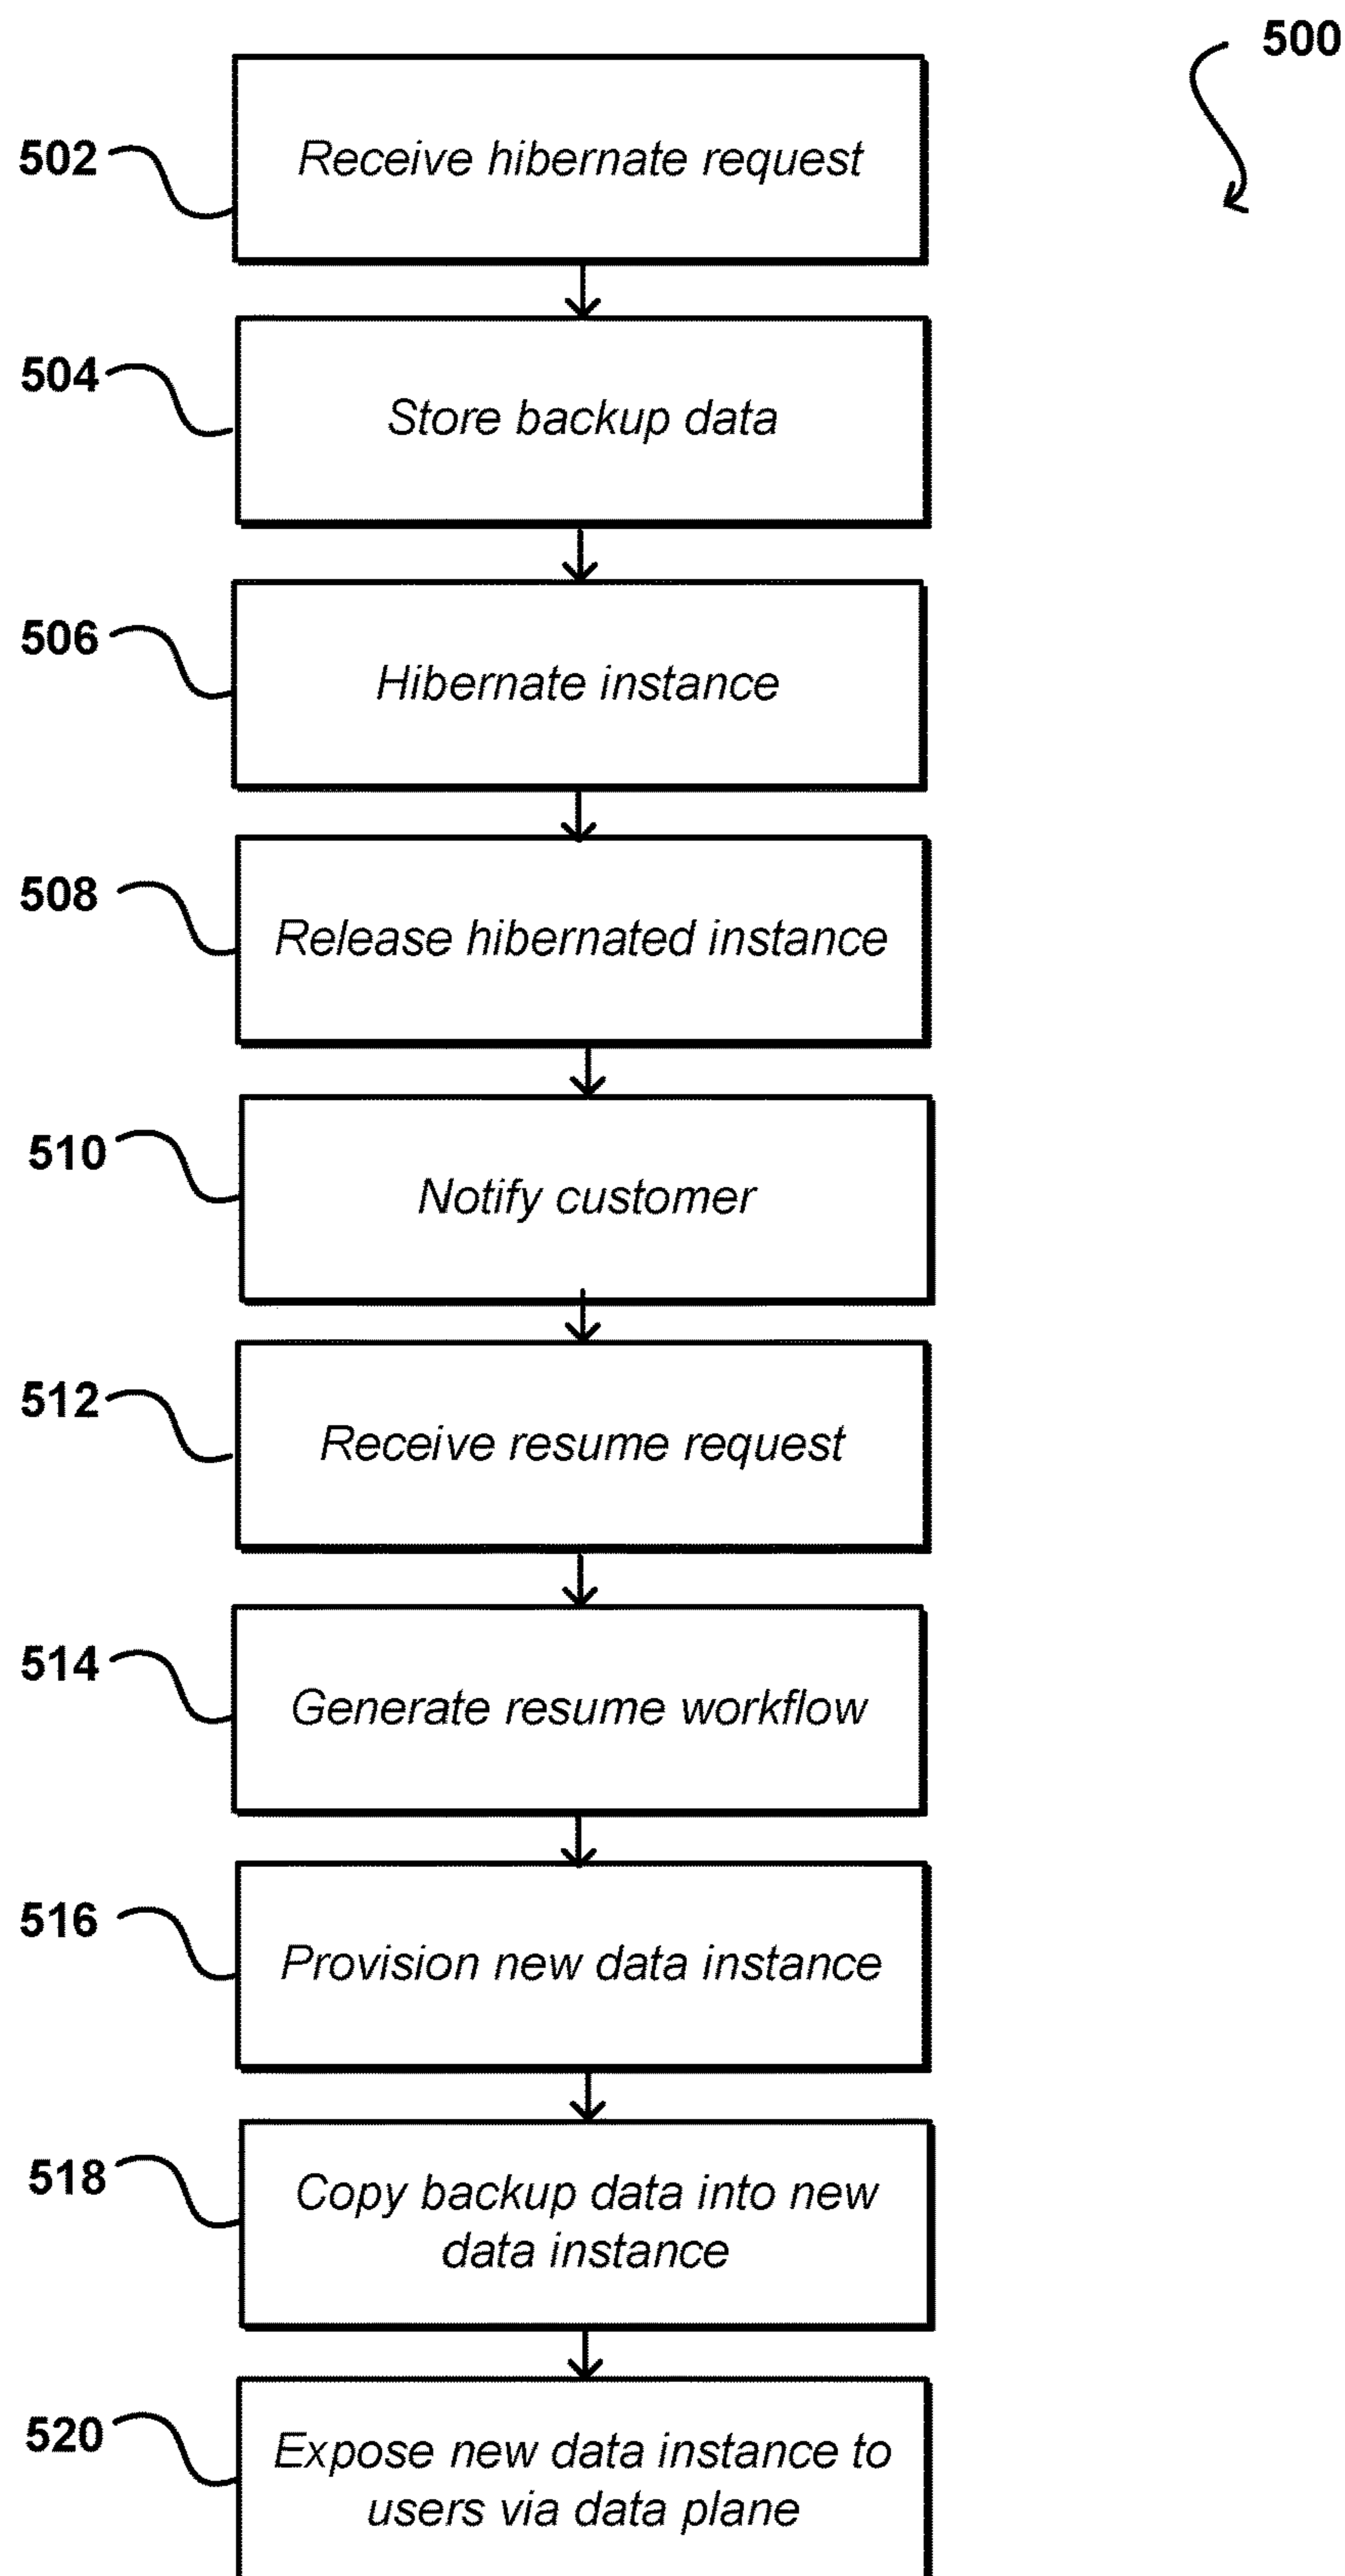 500
502
Receive hibernate request
504
Store backup data
506
Hibernate instance
508
Release hibernated instance
510
Notify customer
512
Receive resume request
514
Generate resume workflow
516
Provision new data instance
518
Copy backup data into new
data instance
520
Expose new data instance to
users via data plane